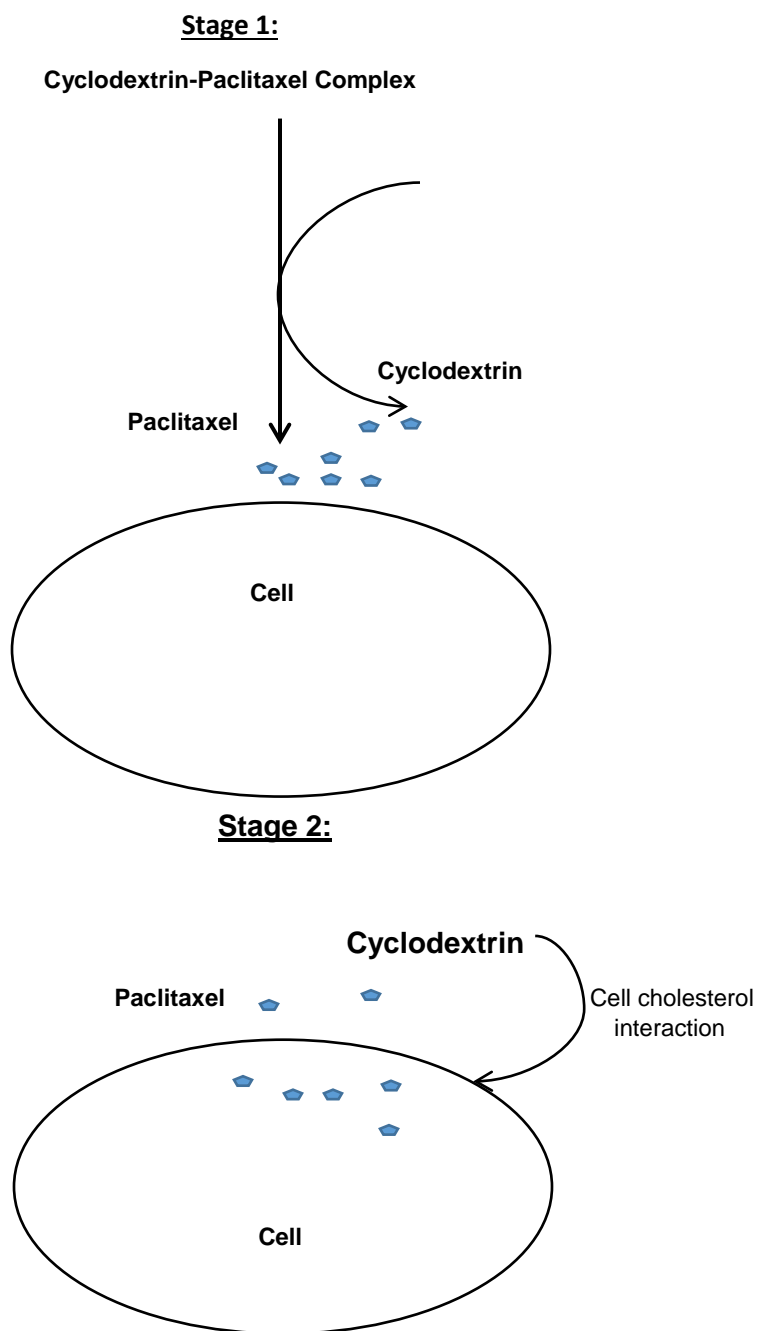 Stage 1:
Cyclodextrin-Paclitaxel Complex
Cyclodextrin
Paclitaxel
Cell
Stage 2:
Cyclodextrin
Paclitaxel
Cell cholesterol
interaction
Cell